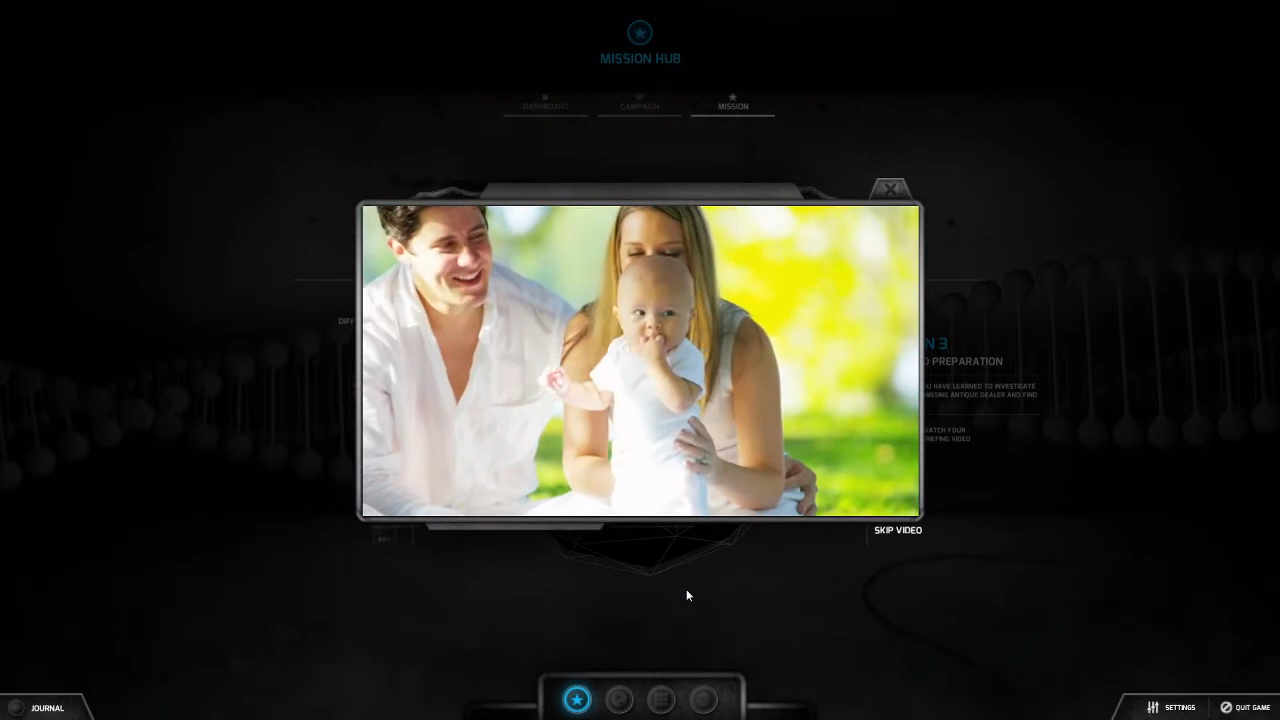 MISSION HUB
DASHBOARD
CAMPAIGN
MISSION
N 3
PREPARATION
HAVE LEARNED TO INVESTIGATE
MISSING ANTIQUE DEALER AND FIND
WATCH YOUR
BRIEFING VIDEO
SKIP VIDEO
JOURNAL
SETTINGS
QUIT GAME